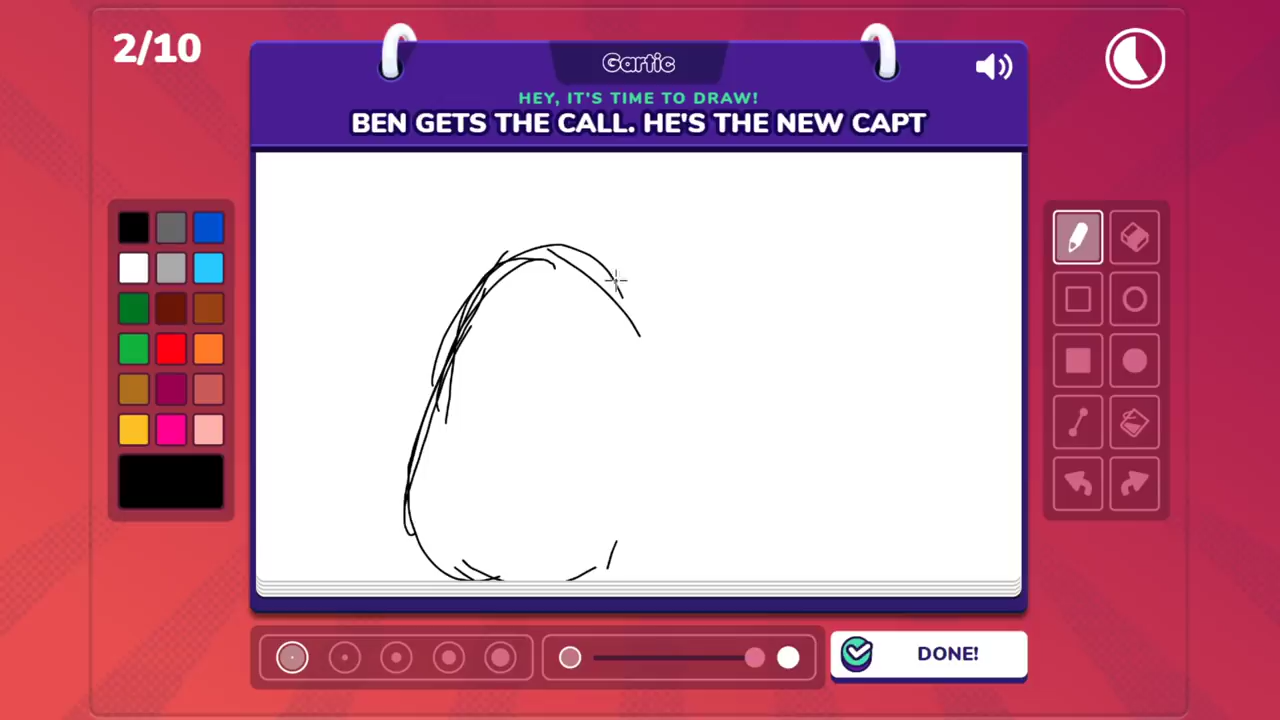 2/10
Gartic
HEY, IT'S TIME TO DRAW!
BEN GETS THE CALL. HE'S THE NEW CAPT
DONE!